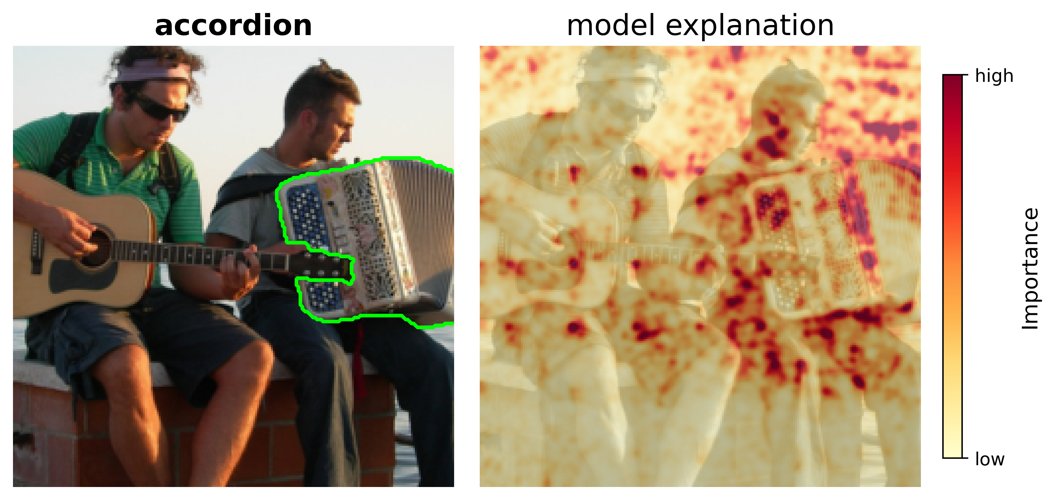 accordion
model explanation
high
Importance
low